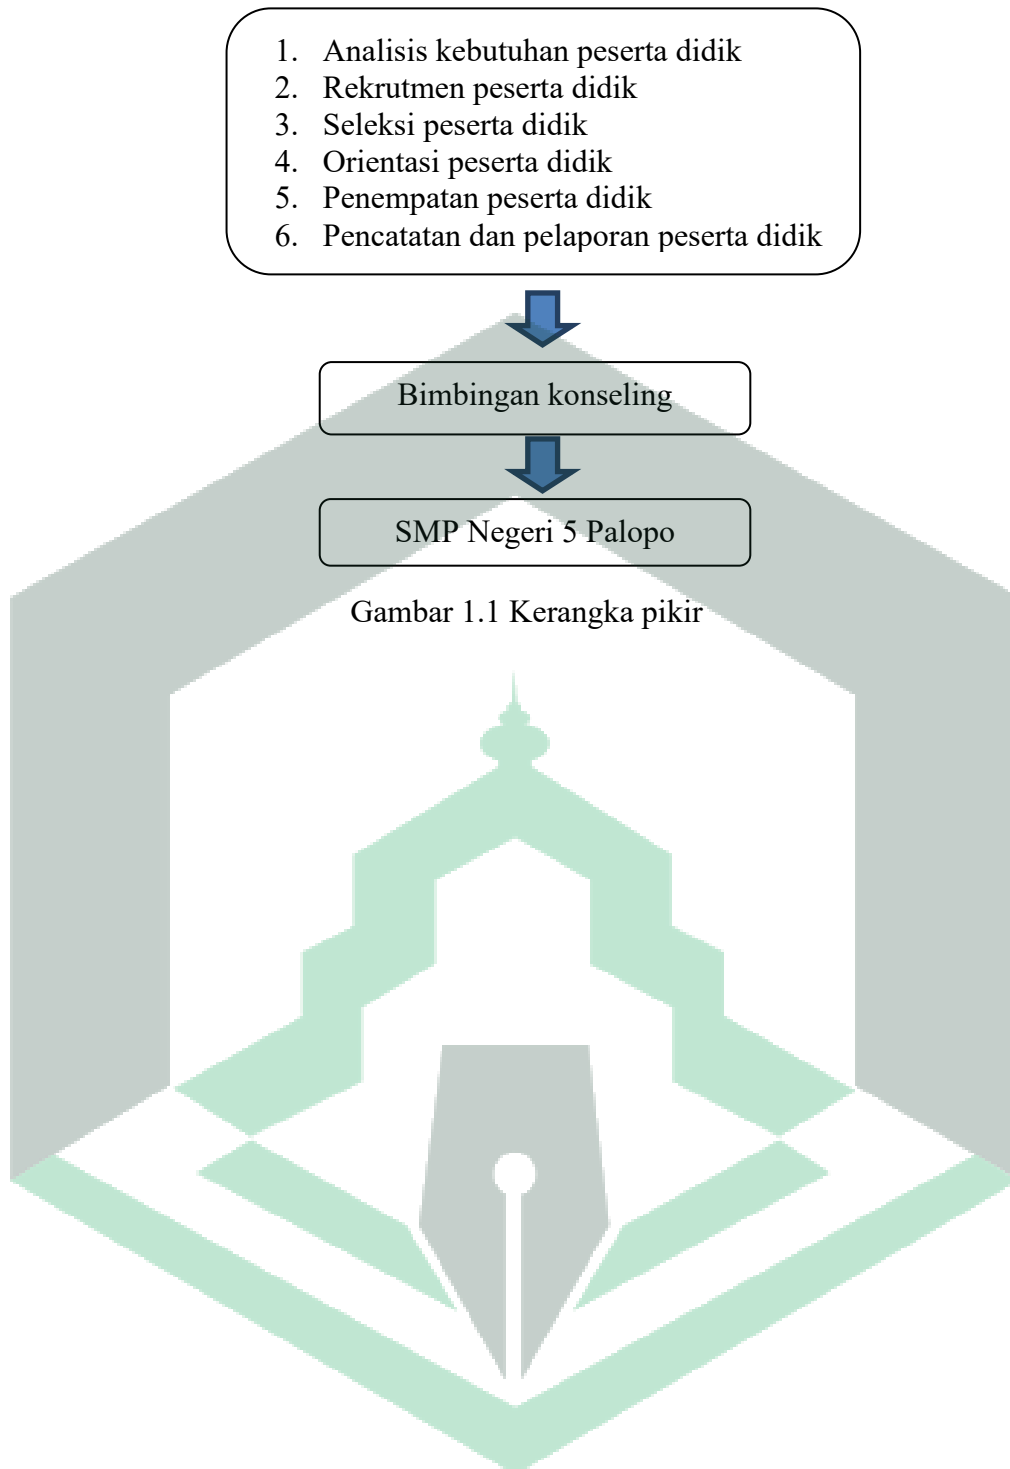 1. Analisis kebutuhan peserta didik
2. Rekrutmen peserta didik
3. Seleksi peserta didik
4. Orientasi peserta didik
5. Penempatan peserta didik
6. Pencatatan dan pelaporan peserta didik
Bimbingan konseling
SMP Negeri 5 Palopo
Gambar 1.1 Kerangka pikir